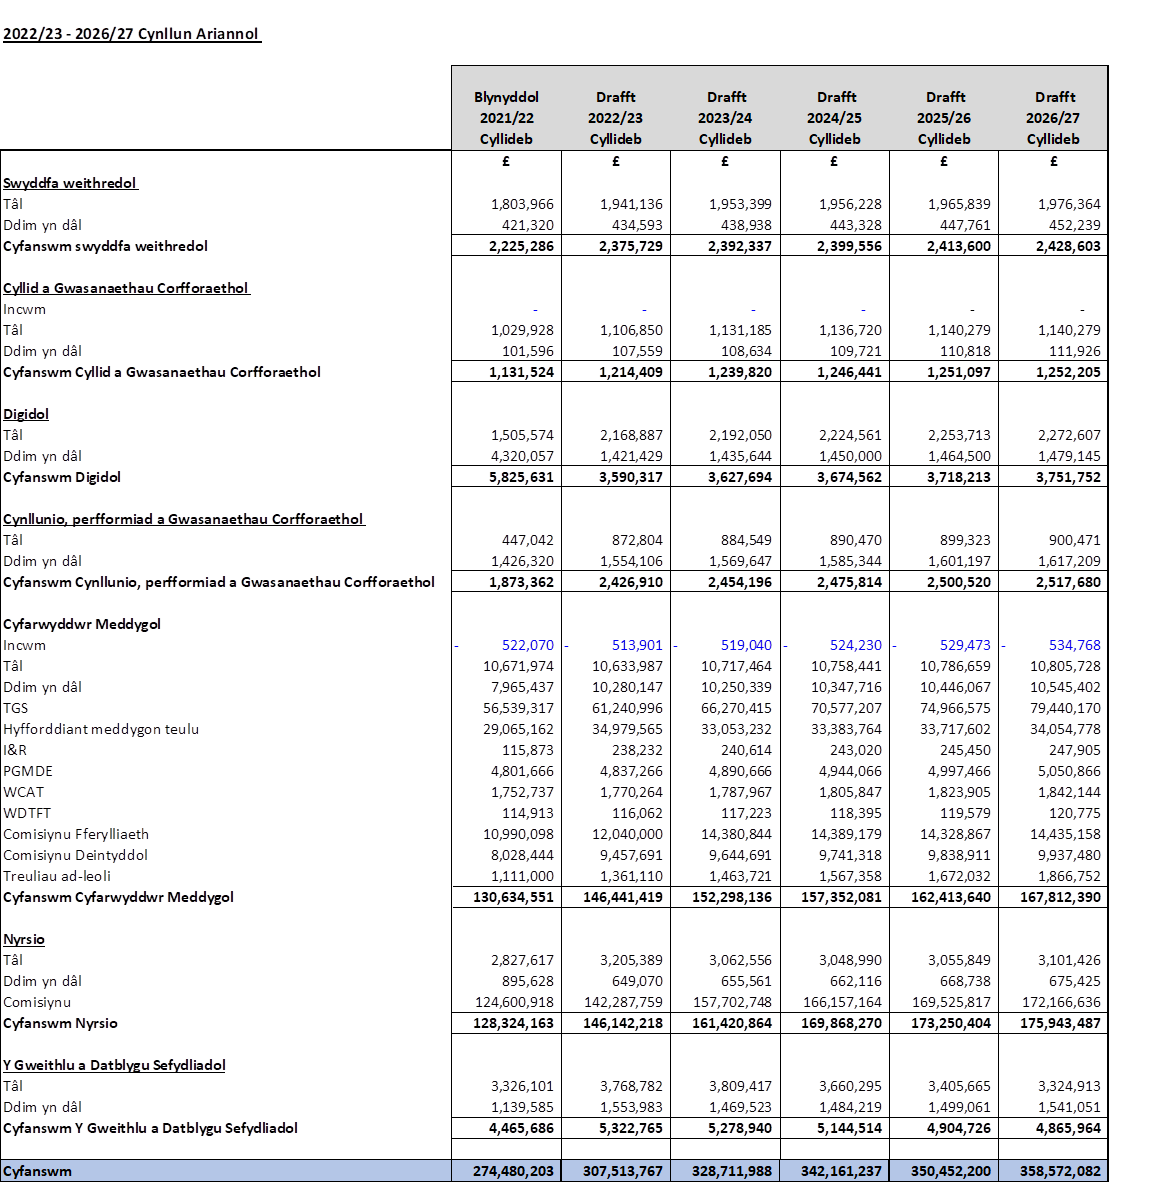 2022/23 - 2026/27 Cynllun Ariannol
Blynyddol Drafft Drafft Drafft Drafft Drafft
2021/22 2022/23 2023/24 2024/25 2025/26 2026/27
Cyllideb Cyllideb Cyllideb Cyllideb Cyllideb Cyllideb
£ £ £ £ £ £
Swyddfa weithredol
Tâl 1,803,966 1,941,136 1,953,399 1,956,228 1,965,839 1,976,364
Ddim yn dâl 421,320 434,593 438,938 443,328 447,761 452,239
Cyfanswm swyddfa weithredol 2,225,286 2,375,729 2,392,337 2,399,556 2,413,600 2,428,603
Cyllid a Gwasanaethau Corfforaethol
Incwm - - - - - -
Tâl 1,029,928 1,106,850 1,131,185 1,136,720 1,140,279 1,140,279
Ddim yn dâl 101,596 107,559 108,634 109,721 110,818 111,926
Cyfanswm Cyllid a Gwasanaethau Corfforaethol 1,131,524 1,214,409 1,239,820 1,246,441 1,251,097 1,252,205
Digidol
Tâl 1,505,574 2,168,887 2,192,050 2,224,561 2,253,713 2,272,607
Ddim yn dâl 4,320,057 1,421,429 1,435,644 1,450,000 1,464,500 1,479,145
Cyfanswm Digidol 5,825,631 3,590,317 3,627,694 3,674,562 3,718,213 3,751,752
Cynllunio, perfformiad a Gwasanaethau Corfforaethol
Tâl 447,042 872,804 884,549 890,470 899,323 900,471
Ddim yn dâl 1,426,320 1,554,106 1,569,647 1,585,344 1,601,197 1,617,209
Cyfanswm Cynllunio, perfformiad a Gwasanaethau Corfforaethol 1,873,362 2,426,910 2,454,196 2,475,814 2,500,520 2,517,680
Cyfarwyddwr Meddygol
Incwm - 522,070 - 513,901 - 519,040 - 524,230 - 529,473 - 534,768
Tâl 10,671,974 10,633,987 10,717,464 10,758,441 10,786,659 10,805,728
Ddim yn dâl 7,965,437 10,280,147 10,250,339 10,347,716 10,446,067 10,545,402
TGS 56,539,317 61,240,996 66,270,415 70,577,207 74,966,575 79,440,170
Hyfforddiant meddygon teulu 29,065,162 34,979,565 33,053,232 33,383,764 33,717,602 34,054,778
I&R 115,873 238,232 240,614 243,020 245,450 247,905
PGMDE 4,801,666 4,837,266 4,890,666 4,944,066 4,997,466 5,050,866
WCAT 1,752,737 1,770,264 1,787,967 1,805,847 1,823,905 1,842,144
WDTFT 114,913 116,062 117,223 118,395 119,579 120,775
Comisiynu Fferylliaeth 10,990,098 12,040,000 14,380,844 14,389,179 14,328,867 14,435,158
Comisiynu Deintyddol 8,028,444 9,457,691 9,644,691 9,741,318 9,838,911 9,937,480
Treuliau ad-leoli 1,111,000 1,361,110 1,463,721 1,567,358 1,672,032 1,866,752
Cyfanswm Cyfarwyddwr Meddygol 130,634,551 146,441,419 152,298,136 157,352,081 162,413,640 167,812,390
Nyrsio
Tâl 2,827,617 3,205,389 3,062,556 3,048,990 3,055,849 3,101,426
Ddim yn dâl 895,628 649,070 655,561 662,116 668,738 675,425
Comisiynu 124,600,918 142,287,759 157,702,748 166,157,164 169,525,817 172,166,636
Cyfanswm Nyrsio 128,324,163 146,142,218 161,420,864 169,868,270 173,250,404 175,943,487
Y Gweithlu a Datblygu Sefydliadol
Tâl 3,326,101 3,768,782 3,809,417 3,660,295 3,405,665 3,324,913
Ddim yn dâl 1,139,585 1,553,983 1,469,523 1,484,219 1,499,061 1,541,051
Cyfanswm Y Gweithlu a Datblygu Sefydliadol 4,465,686 5,322,765 5,278,940 5,144,514 4,904,726 4,865,964
Cyfanswm 274,480,203 307,513,767 328,711,988 342,161,237 350,452,200 358,572,082